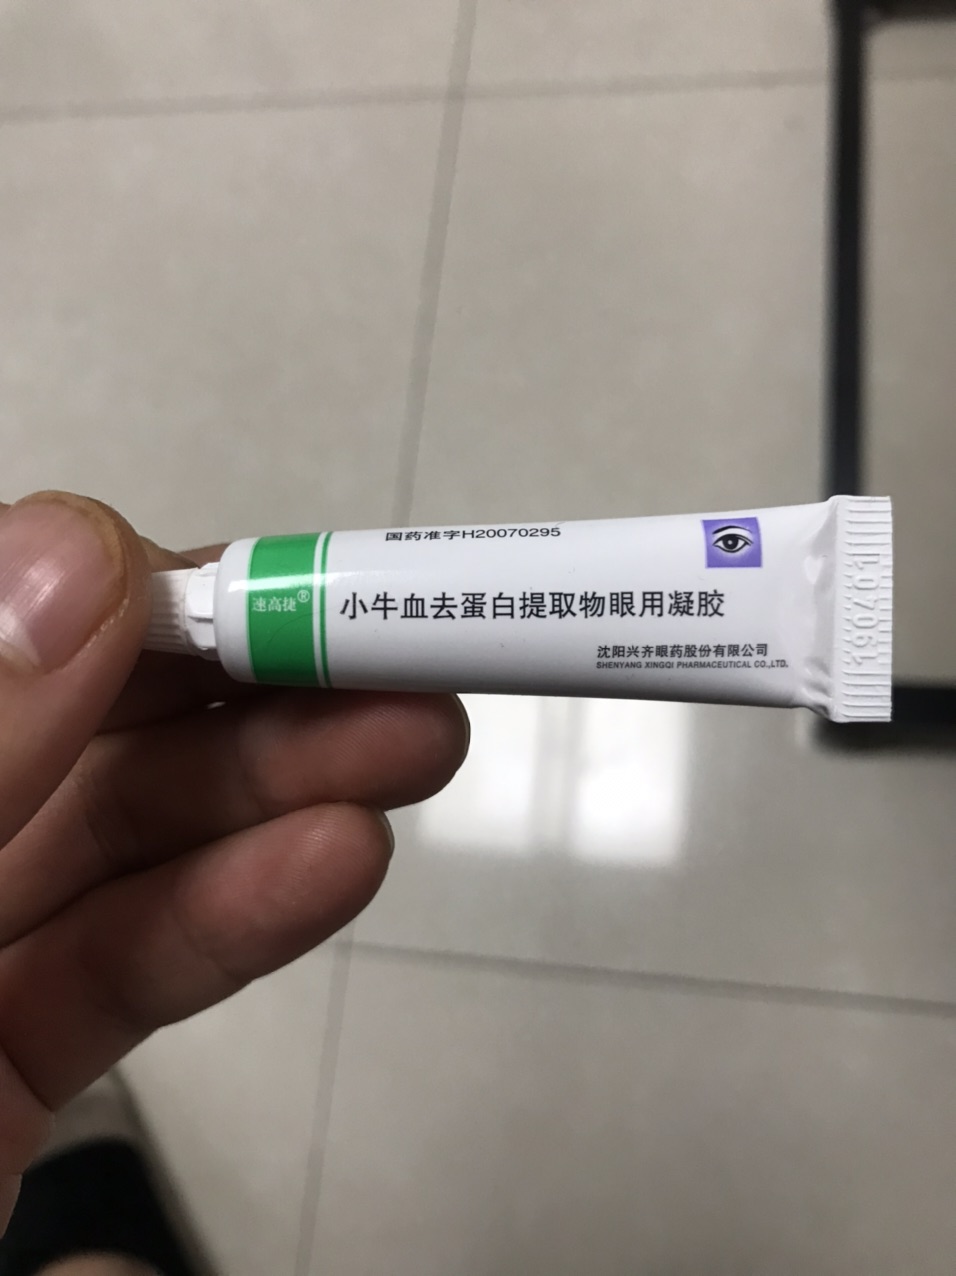 国药准字H20070295
速高捷®
小牛血去蛋白提取物眼用凝胶
沈阳兴齐眼药股份有限公司
SHENYANG XINGQI PHARMACEUTICAL CO.,LTD.
1907061